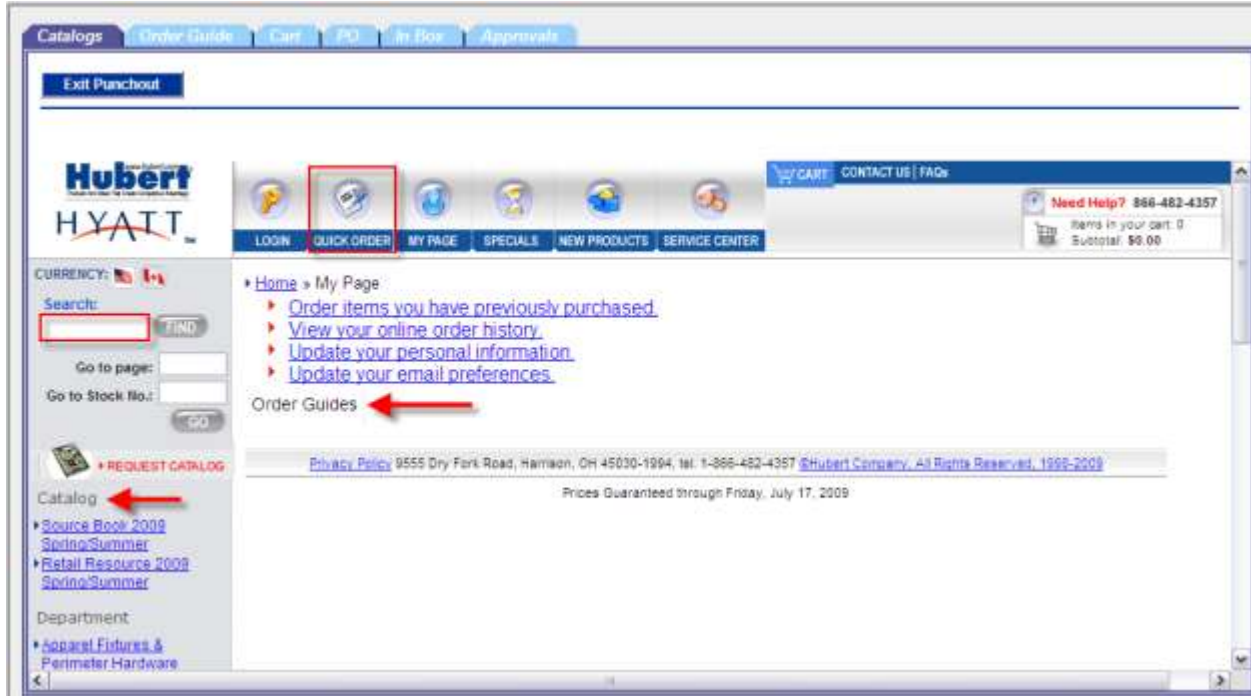 Catalogs Order Guide Cart PO In Box Approvals
Exit Punchout
Hubert
HYATT
LOGIN QUICK ORDER MY PAGE SPECIALS NEW PRODUCTS SERVICE CENTER
CART CONTACT US | FAQs
Need Help? 866-482-4357
Items in your cart: 0
Subtotal: $0.00
CURRENCY:
Search:
FIND
Go to page:
Go to Stock No.:
GO
REQUEST CATALOG
Catalog
Source Book 2009
Spring/Summer
Retail Resource 2009
Spring/Summer
Department
Apparel Fixtures &
Perimeter Hardware
Home » My Page
Order items you have previously purchased.
View your online order history.
Update your personal information.
Update your email preferences.
Order Guides
Privacy Policy 9555 Dry Fork Road, Harrison, OH 45030-1994, tel. 1-866-482-4357 ©Hubert Company, All Rights Reserved, 1998-2009
Prices Guaranteed through Friday, July 17, 2009